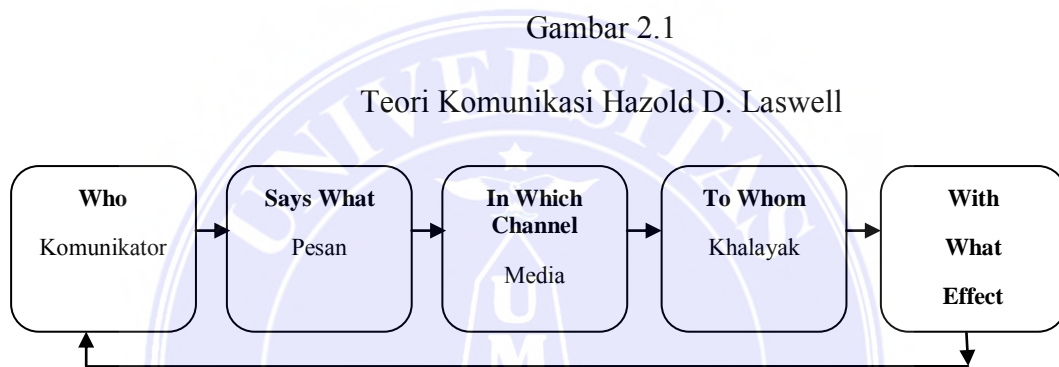 Gambar 2.1
Teori Komunikasi Hazold D. Laswell
Who
Komunikator
Says What
Pesan
In Which
Channel
Media
To Whom
Khalayak
With
What
Effect
UNIVERSITAS
U
M